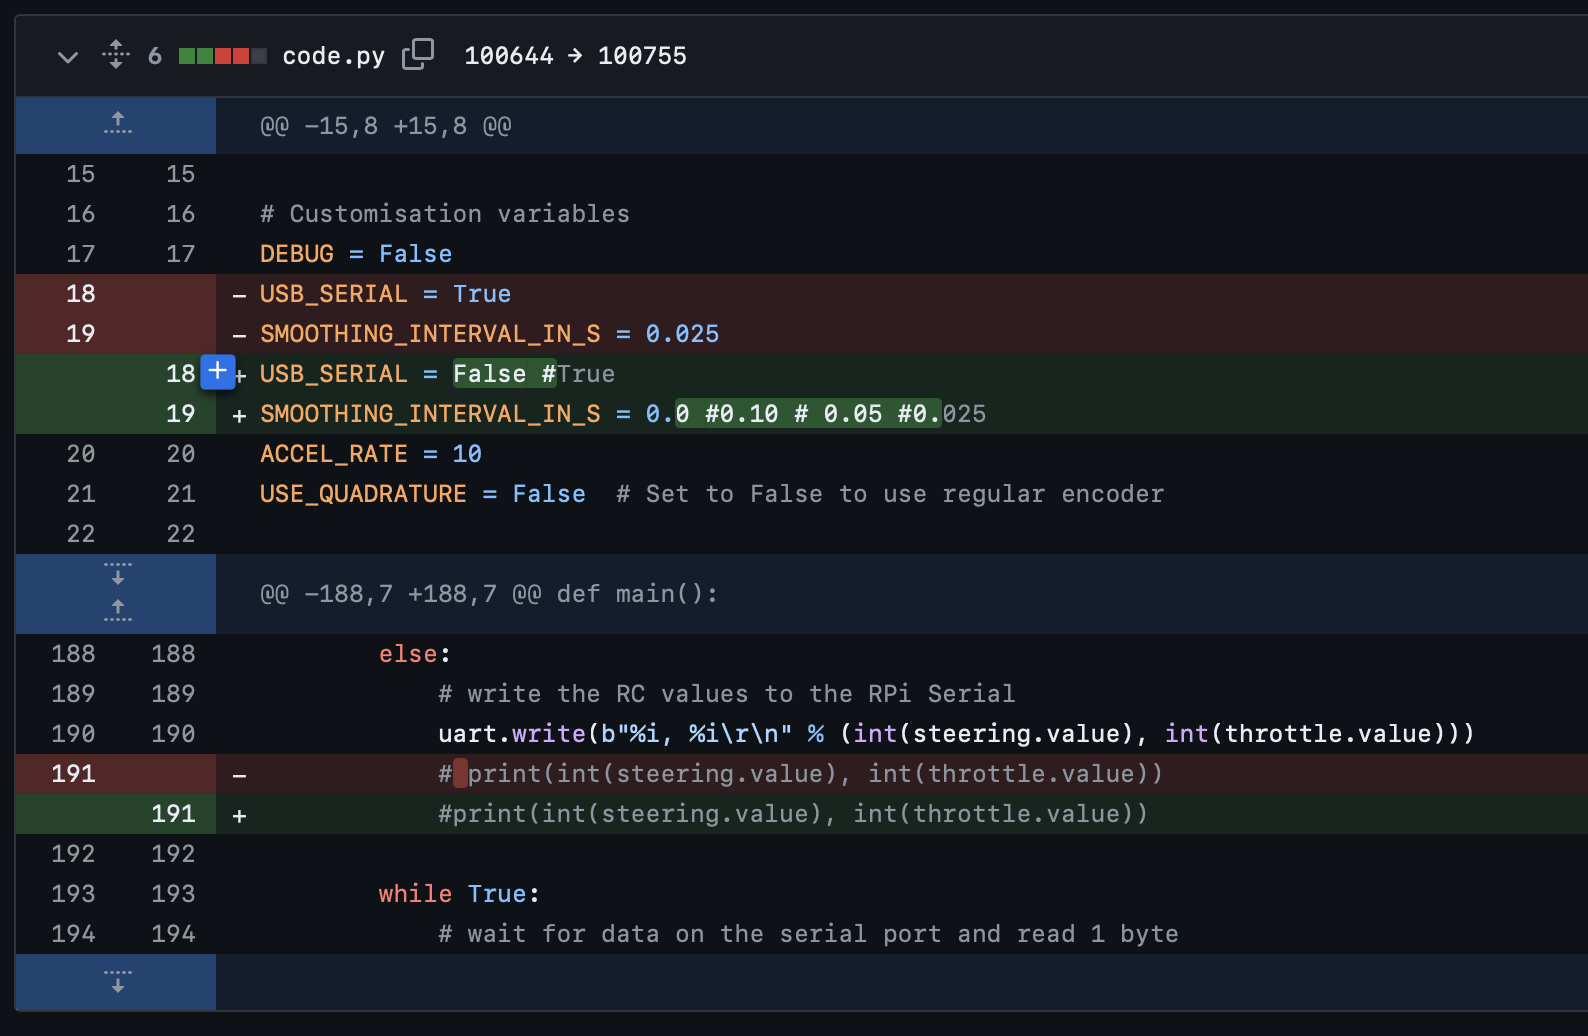 6 code.py 100644 → 100755
@@ -15,8 +15,8 @@
15 15
16 16 # Customisation variables
17 17 DEBUG = False
18 - USB_SERIAL = True
19 - SMOOTHING_INTERVAL_IN_S = 0.025
18 + USB_SERIAL = False #True
19 + SMOOTHING_INTERVAL_IN_S = 0.0 #0.10 # 0.05 #0.025
20 20 ACCEL_RATE = 10
21 21 USE_QUADRATURE = False  # Set to False to use regular encoder
22 22
@@ -188,7 +188,7 @@ def main():
188 188         else:
189 189             # write the RC values to the RPi Serial
190 190             uart.write(b"%i, %i\r\n" % (int(steering.value), int(throttle.value)))
191 -             # print(int(steering.value), int(throttle.value))
191 +             #print(int(steering.value), int(throttle.value))
192 192
193 193         while True:
194 194             # wait for data on the serial port and read 1 byte